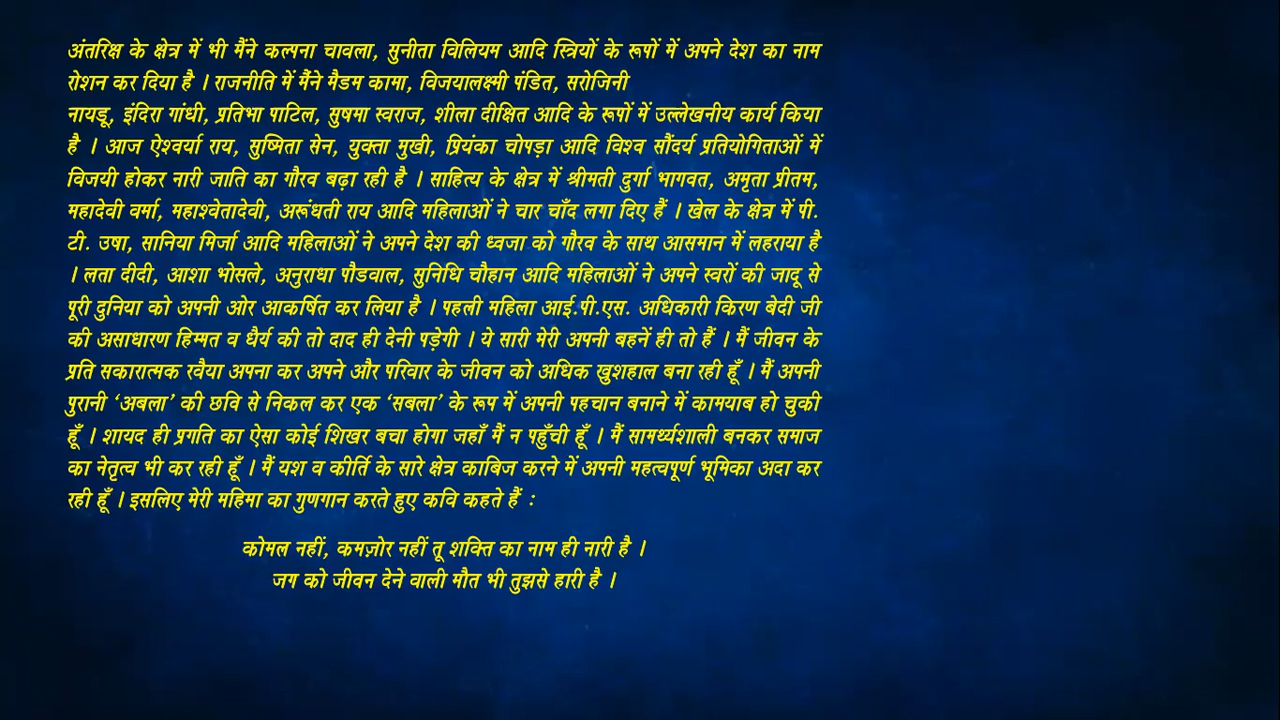 अंतरिक्ष के क्षेत्र में भी मैंने कल्पना चावला, सुनीता विलियम आदि स्त्रियों के रूपों में अपने देश का नाम
रोशन कर दिया है । राजनीति में मैंने मैडम कामा, विजयालक्ष्मी पंडित, सरोजिनी
नायडू, इंदिरा गांधी, प्रतिभा पाटिल, सुषमा स्वराज, शीला दीक्षित आदि के रूपों में उल्लेखनीय कार्य किया
है । आज ऐश्वर्या राय, सुष्मिता सेन, युक्ता मुखी, प्रियंका चोपड़ा आदि विश्व सौंदर्य प्रतियोगिताओं में
विजयी होकर नारी जाति का गौरव बढ़ा रही है । साहित्य के क्षेत्र में श्रीमती दुर्गा भागवत, अमृता प्रीतम,
महादेवी वर्मा, महाश्वेतादेवी, अरूंधती राय आदि महिलाओं ने चार चाँद लगा दिए हैं । खेल के क्षेत्र में पी.
टी. उषा, सानिया मिर्जा आदि महिलाओं ने अपने देश की ध्वजा को गौरव के साथ आसमान में लहराया है
। लता दीदी, आशा भोसले, अनुराधा पौडवाल, सुनिधि चौहान आदि महिलाओं ने अपने स्वरों की जादू से
पूरी दुनिया को अपनी ओर आकर्षित कर लिया है । पहली महिला आई.पी.एस. अधिकारी किरण बेदी जी
की असाधारण हिम्मत व धैर्य की तो दाद ही देनी पड़ेगी । ये सारी मेरी अपनी बहनें ही तो हैं । मैं जीवन के
प्रति सकारात्मक रवैया अपना कर अपने और परिवार के जीवन को अधिक खुशहाल बना रही हूँ । मैं अपनी
पुरानी ‘अबला’ की छवि से निकल कर एक ‘सबला’ के रूप में अपनी पहचान बनाने में कामयाब हो चुकी
हूँ । शायद ही प्रगति का ऐसा कोई शिखर बचा होगा जहाँ मैं न पहुँची हूँ । मैं सामर्थ्यशाली बनकर समाज
का नेतृत्व भी कर रही हूँ । मैं यश व कीर्ति के सारे क्षेत्र काबिज करने में अपनी महत्वपूर्ण भूमिका अदा कर
रही हूँ । इसलिए मेरी महिमा का गुणगान करते हुए कवि कहते हैं :
कोमल नहीं, कमज़ोर नहीं तू शक्ति का नाम ही नारी है ।
जग को जीवन देने वाली मौत भी तुझसे हारी है ।